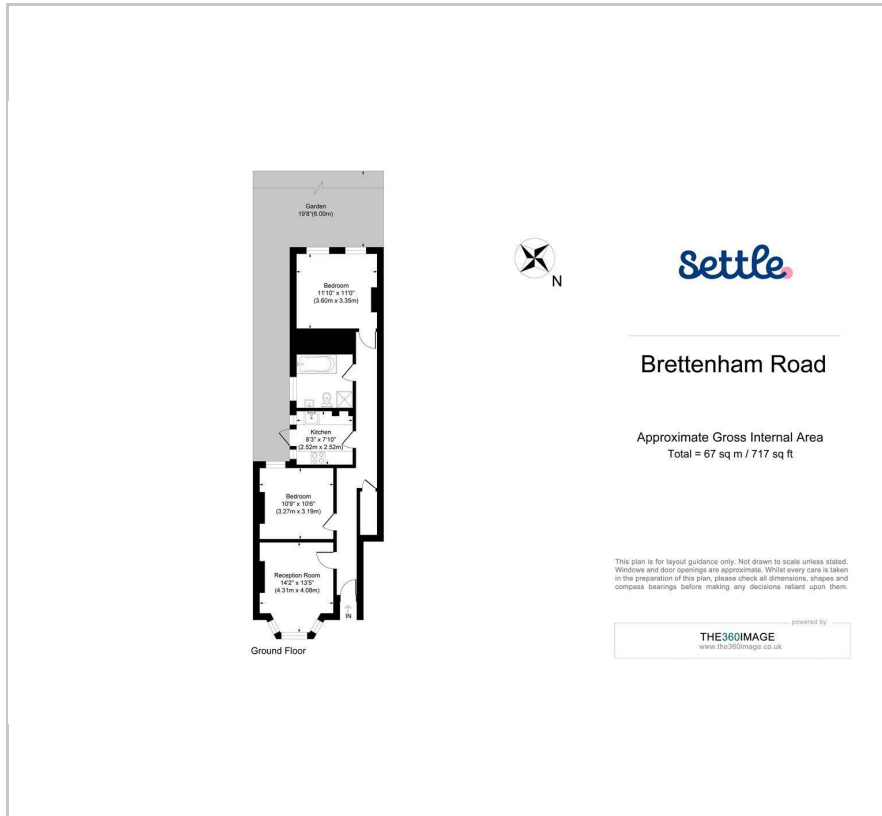 Garden
19'8"(6.00m)
Bedroom
11'10" x 11'0"
(3.60m x 3.35m)
Kitchen
8'3" x 7'10"
(2.52m x 2.52m)
Bedroom
10'9" x 10'6"
(3.27m x 3.19m)
Reception Room
14'2" x 13'5"
(4.31m x 4.08m)
IN
Ground Floor
N
settle
Brettenham Road
Approximate Gross Internal Area
Total = 67 sq m / 717 sq ft
This plan is for layout guidance only. Not drawn to scale unless stated.
Windows and door openings are approximate. Whilst every care is taken
in the preparation of this plan, please check all dimensions, shapes and
compass bearings before making any decisions reliant upon them.
powered by:
THE360IMAGE
www.the360image.co.uk